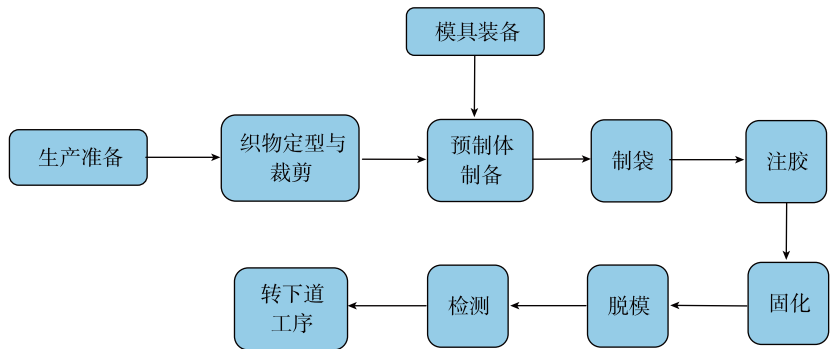 模具装备
生产准备
织物定型与
裁剪
预制体
制备
制袋
注胶
固化
脱模
检测
转下道
工序